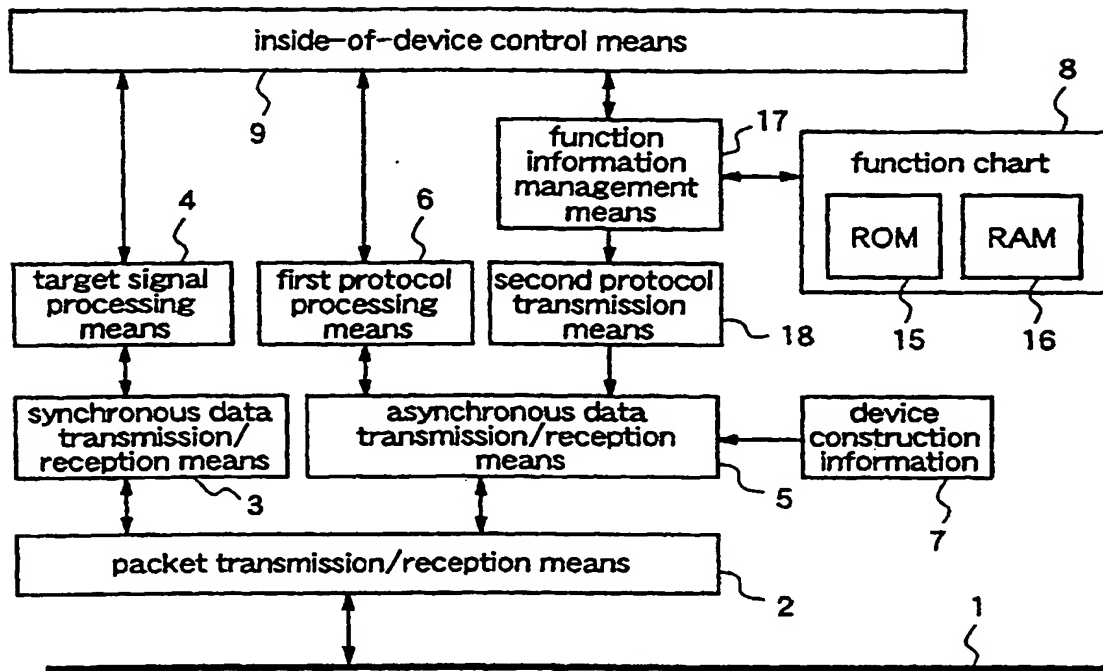 inside-of-device control means
9
8
17
function
information
management
means
function chart
ROM
RAM
15
16
4
6
target signal
processing
means
first protocol
processing
means
second protocol
transmission
means
18
synchronous data
transmission/
reception means
3
asynchronous data
transmission/reception
means
5
device
construction
information
7
packet transmission/reception means
2
1